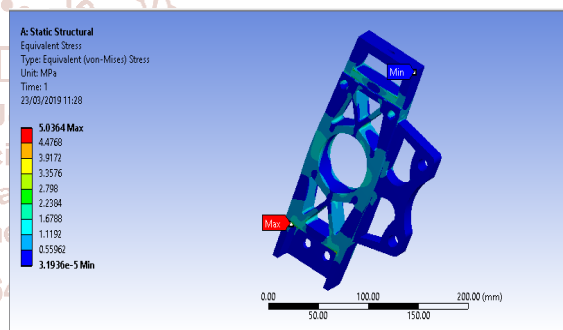 A: Static Structural
Equivalent Stress
Type: Equivalent (von-Mises) Stress
Unit: MPa
Time: 1
23/03/2019 11:28
5.0364 Max
4.4768
3.9172
3.3576
2.798
2.2384
1.6788
1.1192
0.55962
3.1936e-5 Min
Min
Max
0.00 100.00 200.00 (mm)
50.00 150.00